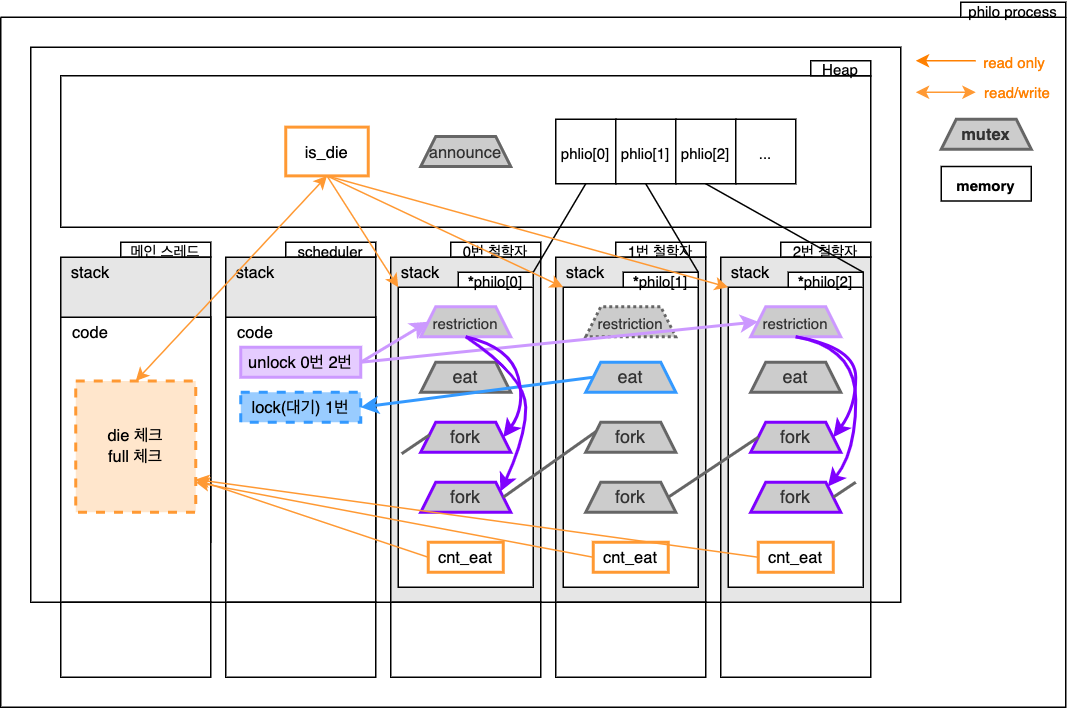 philo process
read only
read/write
mutex
memory
Heap
is_die
announce
phlio[0]
phlio[1]
phlio[2]
...
메인 스레드
stack
code
die 체크
full 체크
scheduler
stack
code
unlock 0번 2번
lock(대기) 1번
0번 철학자
stack
*philo[0]
restriction
eat
fork
fork
cnt_eat
1번 철학자
stack
*philo[1]
restriction
eat
fork
fork
cnt_eat
2번 철학자
stack
*philo[2]
restriction
eat
fork
fork
cnt_eat